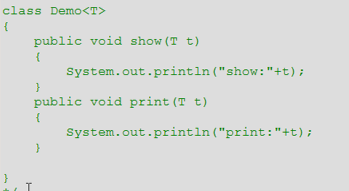 class Demo<T>
{
    public void show(T t)
    {
        System.out.println("show:"+t);
    }
    public void print(T t)
    {
        System.out.println("print:"+t);
    }

}
*/